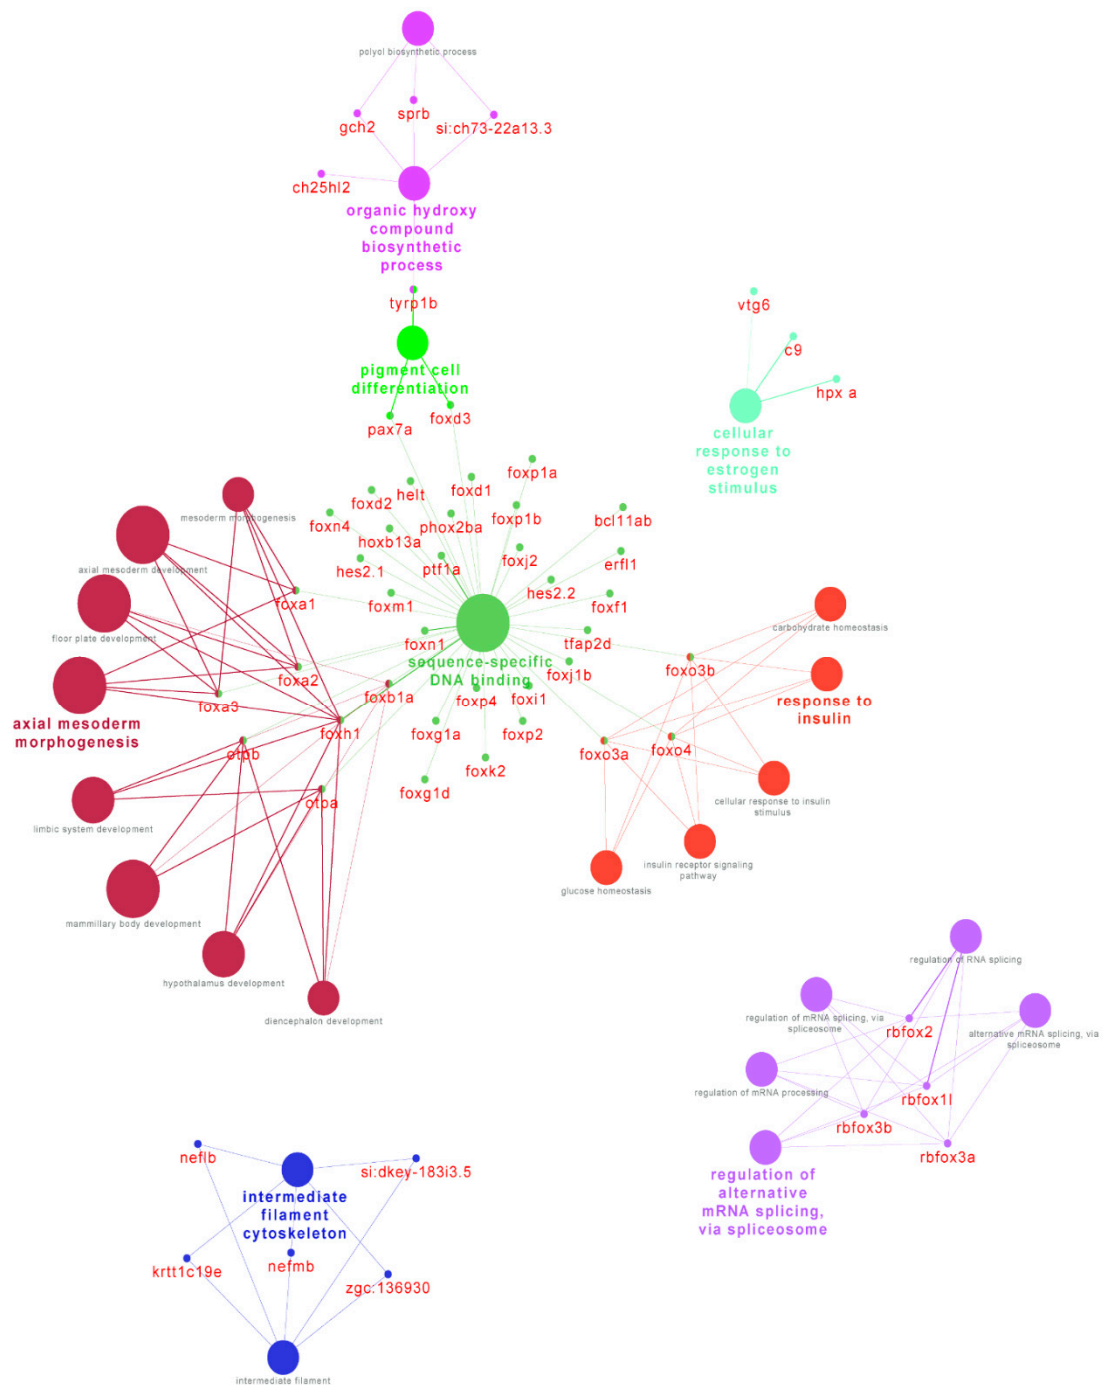 polyol biosynthetic process
sprb
gch2
si:ch73-22a13.3
ch25hl2
organic hydroxy
compound
biosynthetic
process
tyrp1b
vtg6
c9
pigment cell
differentiation
hpx a
foxd3
pax7a
cellular
response to
estrogen
stimulus
foxp1a
helt
foxd1
foxd2
mesoderm morphogenesis
foxp1b
bcl11ab
foxn4
phox2ba
hoxb13a
foxj2
erfl1
axial mesoderm development
hes2.1
ptf1a
hes2.2
foxa1
foxm1
foxf1
carbohydrate homeostasis
floor plate development
foxn1
tfap2d
sequence-specific
DNA binding
foxj1b
foxo3b
foxa2
foxb1a
foxi1
foxp4
response to
insulin
foxa3
axial mesoderm
morphogenesis
foxh1
foxg1a
foxp2
foxo3a
foxo4
otpb
foxk2
foxg1d
otpa
cellular response to insulin
stimulus
limbic system development
insulin receptor signaling
pathway
glucose homeostasis
mammillary body development
regulation of RNA splicing
hypothalamus development
diencephalon development
regulation of mRNA splicing, via
spliceosome
rbfox2
alternative mRNA splicing, via
spliceosome
regulation of mRNA processing
rbfox1l
rbfox3b
rbfox3a
neflb
si:dkey-183i3.5
regulation of
alternative
mRNA splicing,
via spliceosome
intermediate
filament
cytoskeleton
krtt1c19e
nefmb
zgc:136930
intermediate filament